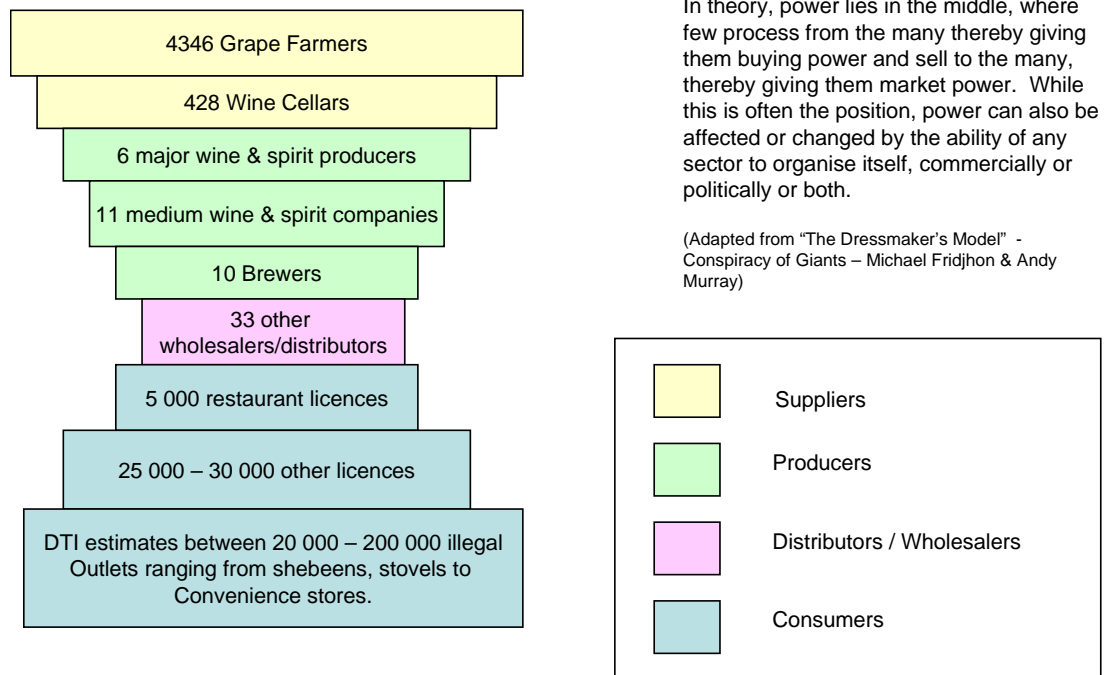 4346 Grape Farmers
428 Wine Cellars
6 major wine & spirit producers
11 medium wine & spirit companies
10 Brewers
33 other
wholesalers/distributors
5 000 restaurant licences
25 000 – 30 000 other licences
DTI estimates between 20 000 – 200 000 illegal
Outlets ranging from shebeens, stovels to
Convenience stores.
In theory, power lies in the middle, where
few process from the many thereby giving
them buying power and sell to the many,
thereby giving them market power. While
this is often the position, power can also be
affected or changed by the ability of any
sector to organise itself, commercially or
politically or both.
(Adapted from “The Dressmaker’s Model” -
Conspiracy of Giants – Michael Fridjhon & Andy
Murray)
Suppliers
Producers
Distributors / Wholesalers
Consumers